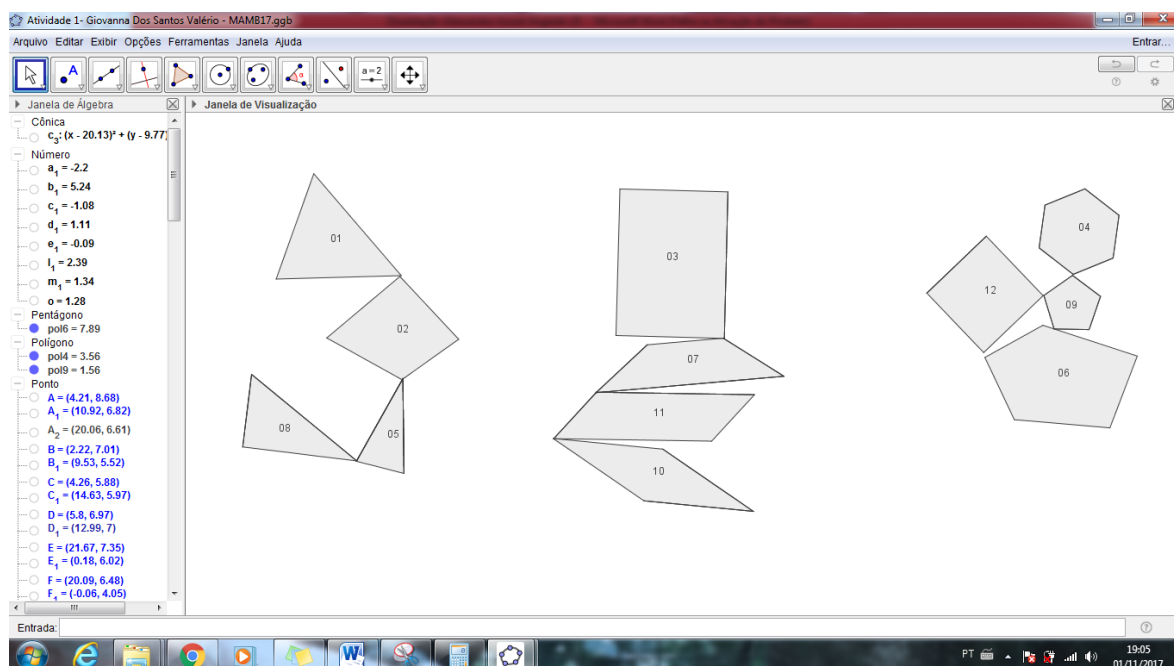 Atividade 1- Giovanna Dos Santos Valério - MAMB17.ggb
Arquivo Editar Exibir Opções Ferramentas Janela Ajuda
Entrar...
A
α
a=2
Janela de Álgebra
Janela de Visualização
Cônica
c₃: (x - 20.13)² + (y - 9.77)
Número
a₁ = -2.2
b₁ = 5.24
c₁ = -1.08
d₁ = 1.11
e₁ = -0.09
l₁ = 2.39
m₁ = 1.34
o = 1.28
Pentágono
pol6 = 7.89
Polígono
pol4 = 3.56
pol9 = 1.56
Ponto
A = (4.21, 8.68)
A₁ = (10.92, 6.82)
A₂ = (20.06, 6.61)
B = (2.22, 7.01)
B₁ = (9.53, 5.52)
C = (4.26, 5.88)
C₁ = (14.63, 5.97)
D = (5.8, 6.97)
D₁ = (12.99, 7)
E = (21.67, 7.35)
E₁ = (0.18, 6.02)
F = (20.09, 6.48)
F₁ = (-0.06, 4.05)
01
02
08
05
03
07
11
10
04
12
09
06
Entrada:
W
PT
19:05